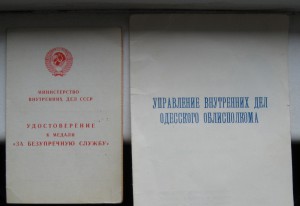 МИНИСТЕРСТВО
ВНУТРЕННИХ ДЕЛ СССР
УДОСТОВЕРЕНИЕ
К МЕДАЛИ
«ЗА БЕЗУПРЕЧНУЮ СЛУЖБУ»
УПРАВЛЕНИЕ ВНУТРЕННИХ ДЕЛ
ОДЕССКОГО ОБЛИСПОЛКОМА